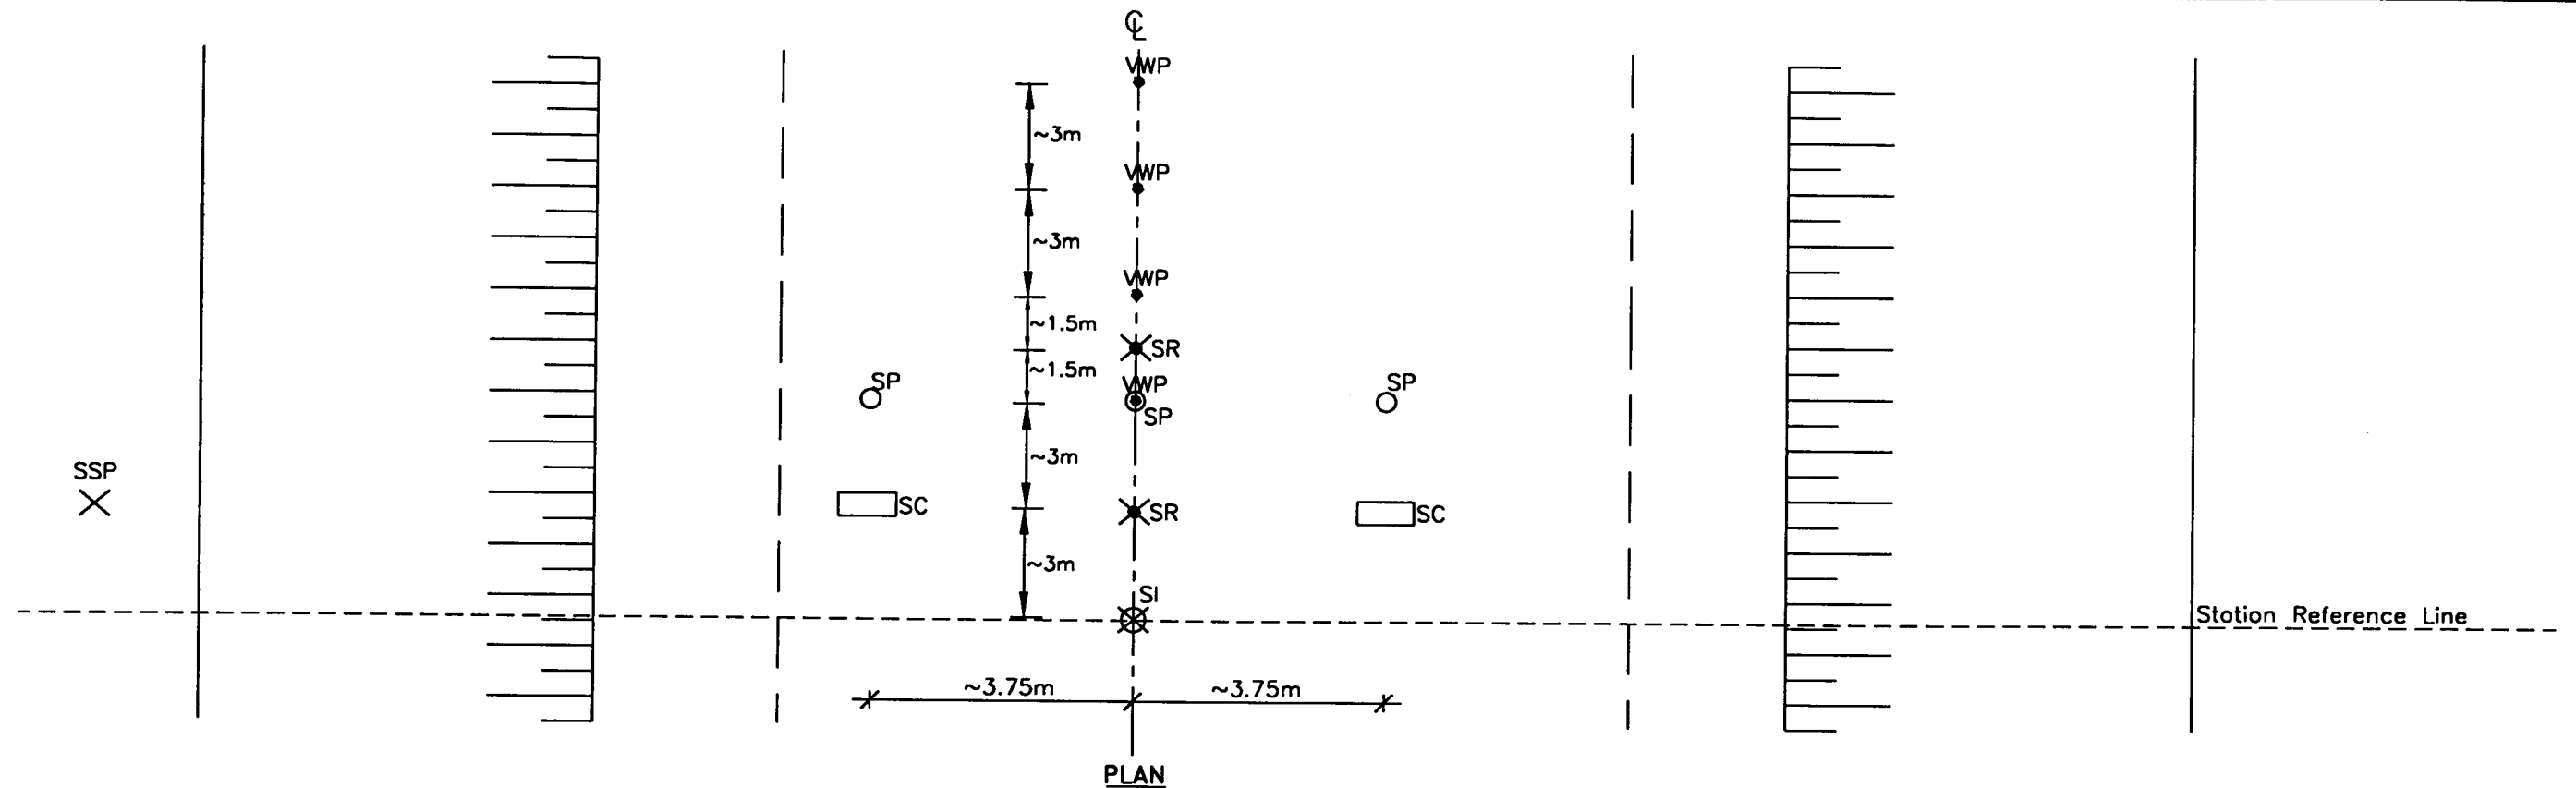 ℄
VWP
~3m
VWP
~3m
VWP
~1.5m
SR
~1.5m
SP
VWP
SP
SP
~3m
SSP
SC
SR
SC
~3m
SI
Station Reference Line
~3.75m
~3.75m
PLAN